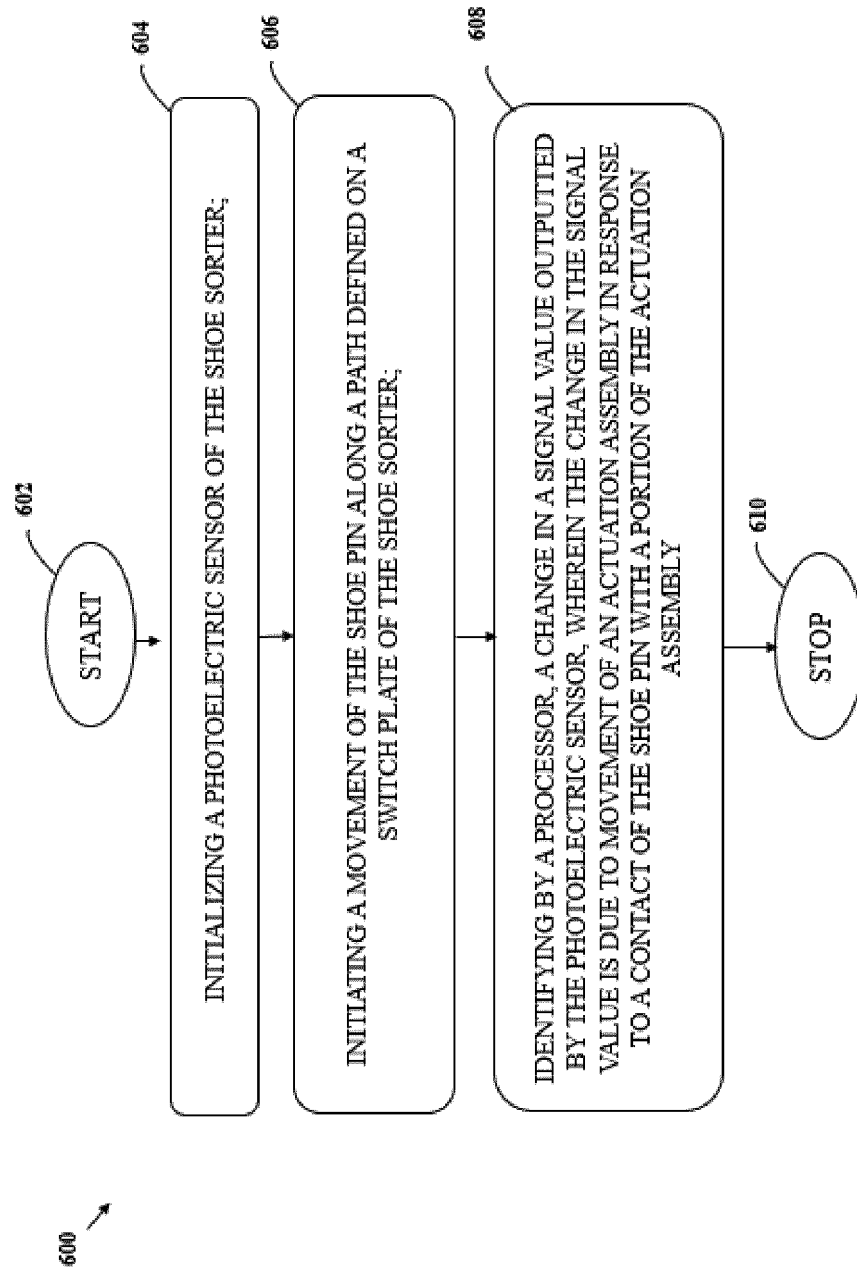 600
602
START
604
INITIALIZING A PHOTOELECTRIC SENSOR OF THE SHOE SORTER;
606
INITIATING A MOVEMENT OF THE SHOE PIN ALONG A PATH DEFINED ON A
SWITCH PLATE OF THE SHOE SORTER;
608
IDENTIFYING BY A PROCESSOR, A CHANGE IN A SIGNAL VALUE OUTPUTTED
BY THE PHOTOELECTRIC SENSOR, WHEREIN THE CHANGE IN THE SIGNAL
VALUE IS DUE TO MOVEMENT OF AN ACTUATION ASSEMBLY IN RESPONSE
TO A CONTACT OF THE SHOE PIN WITH A PORTION OF THE ACTUATION
ASSEMBLY
610
STOP